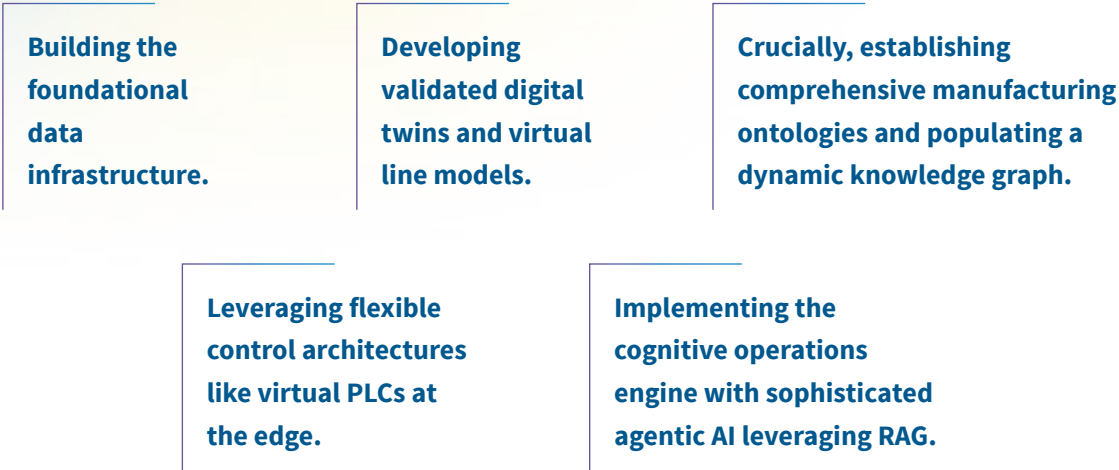 Building the
foundational
data
infrastructure.
Developing
validated digital
twins and virtual
line models.
Crucially, establishing
comprehensive manufacturing
ontologies and populating a
dynamic knowledge graph.
Leveraging flexible
control architectures
like virtual PLCs at
the edge.
Implementing the
cognitive operations
engine with sophisticated
agentic AI leveraging RAG.